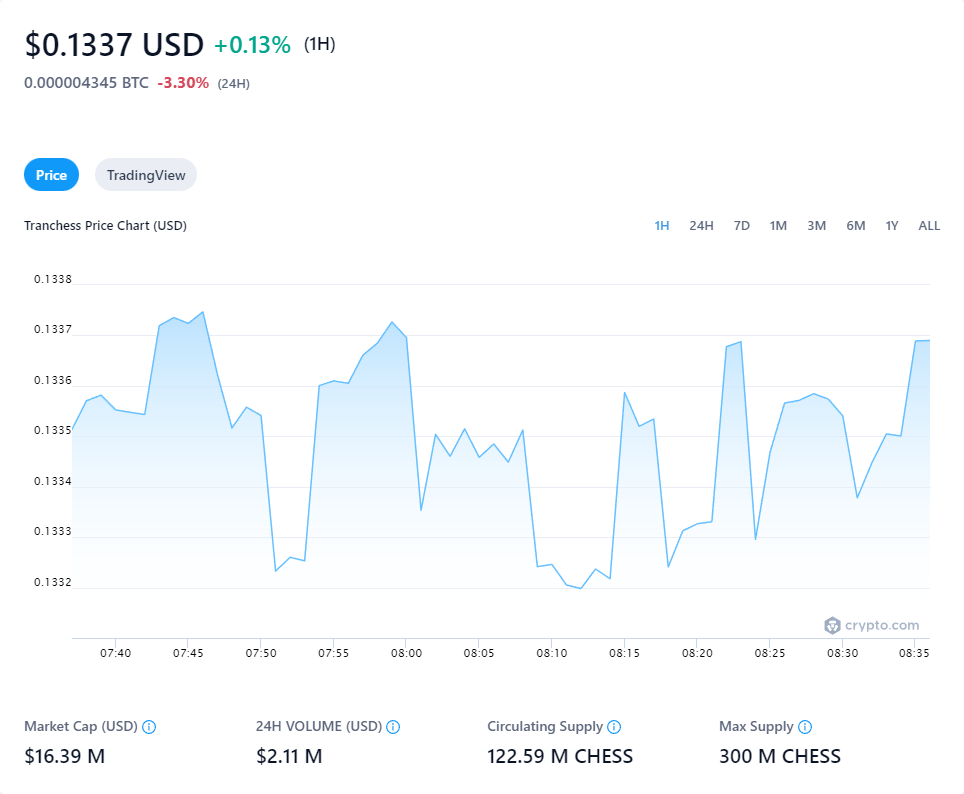 $0.1337 USD +0.13% (1H)
0.000004345 BTC -3.30% (24H)
Price TradingView
Tranchess Price Chart (USD) 1H 24H 7D 1M 3M 6M 1Y ALL
0.1338
0.1337
0.1336
0.1335
0.1334
0.1333
0.1332
crypto.com
07:40 07:45 07:50 07:55 08:00 08:05 08:10 08:15 08:20 08:25 08:30 08:35
Market Cap (USD) 24H VOLUME (USD) Circulating Supply Max Supply
$16.39 M $2.11 M 122.59 M CHESS 300 M CHESS